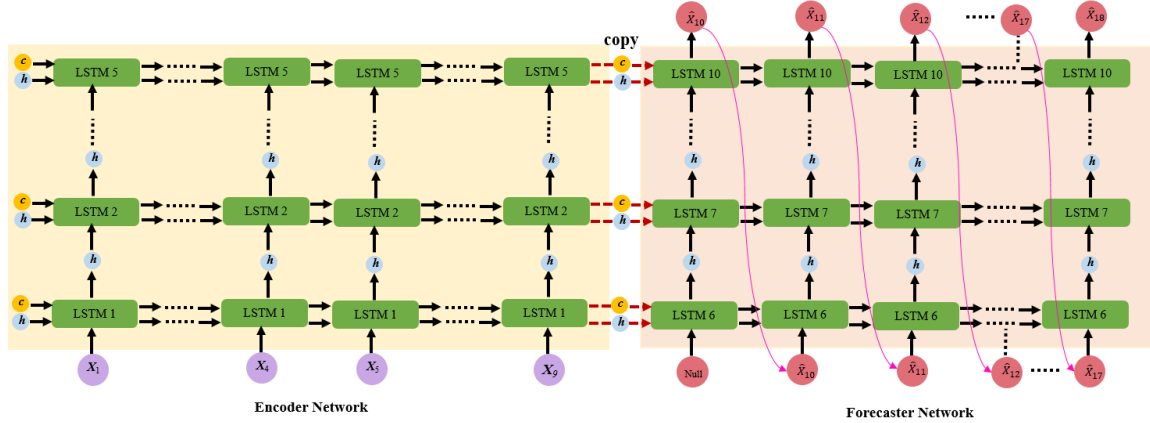 X̂10 X̂11 X̂12 ...... X̂17 X̂18
copy
c LSTM 5 LSTM 5 LSTM 5 LSTM 5 c LSTM 10 LSTM 10 LSTM 10 LSTM 10
h h
h h h h h h h h
c LSTM 2 LSTM 2 LSTM 2 LSTM 2 c LSTM 7 LSTM 7 LSTM 7 LSTM 7
h h
h h h h h h h h
c LSTM 1 LSTM 1 LSTM 1 LSTM 1 c LSTM 6 LSTM 6 LSTM 6 LSTM 6
h h
X1 X4 X5 X9 Null X̂10 X̂11 X̂12 ..... X̂17
Encoder Network Forecaster Network